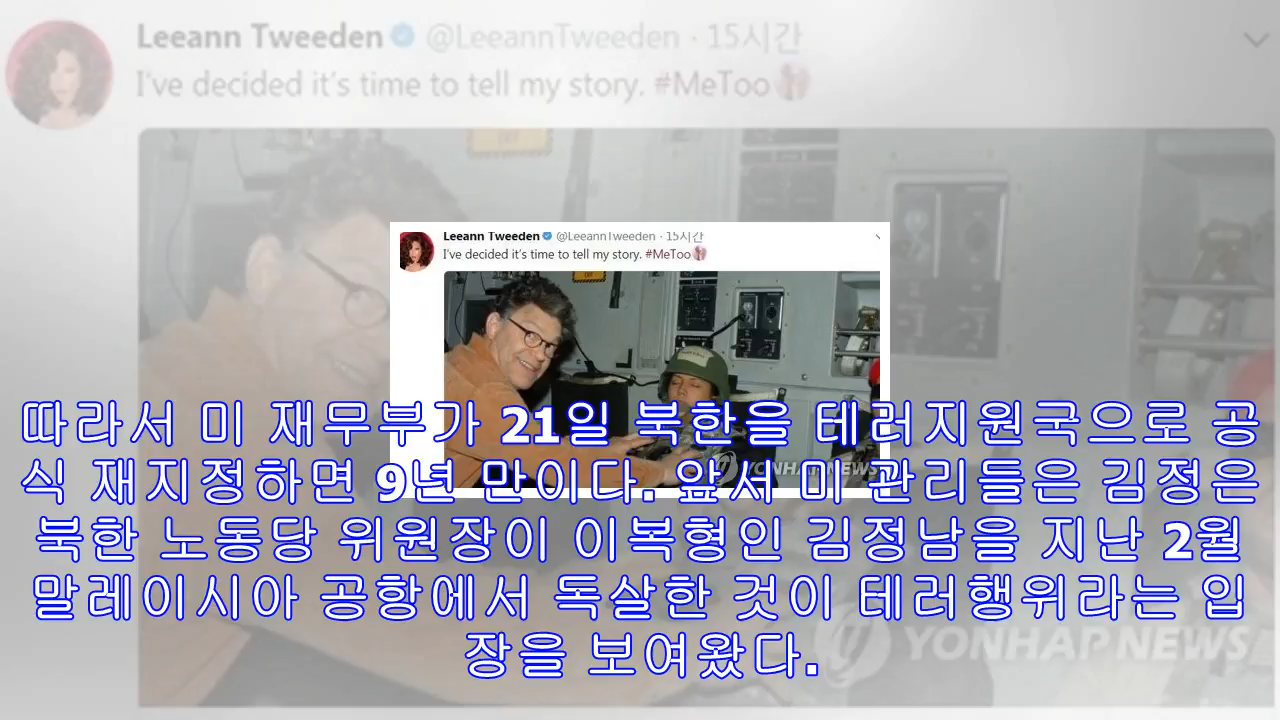 Leeann Tweeden @LeeannTweeden · 15시간
I've decided it's time to tell my story. #MeToo
Leeann Tweeden @LeeannTweeden · 15시간
I've decided it's time to tell my story. #MeToo
YONHAP NEWS
따라서 미 재무부가 21일 북한을 테러지원국으로 공
식 재지정하면 9년 만이다. 앞서 미 관리들은 김정은
북한 노동당 위원장이 이복형인 김정남을 지난 2월
말레이시아 공항에서 독살한 것이 테러행위라는 입
장을 보여왔다.
YONHAP NEWS